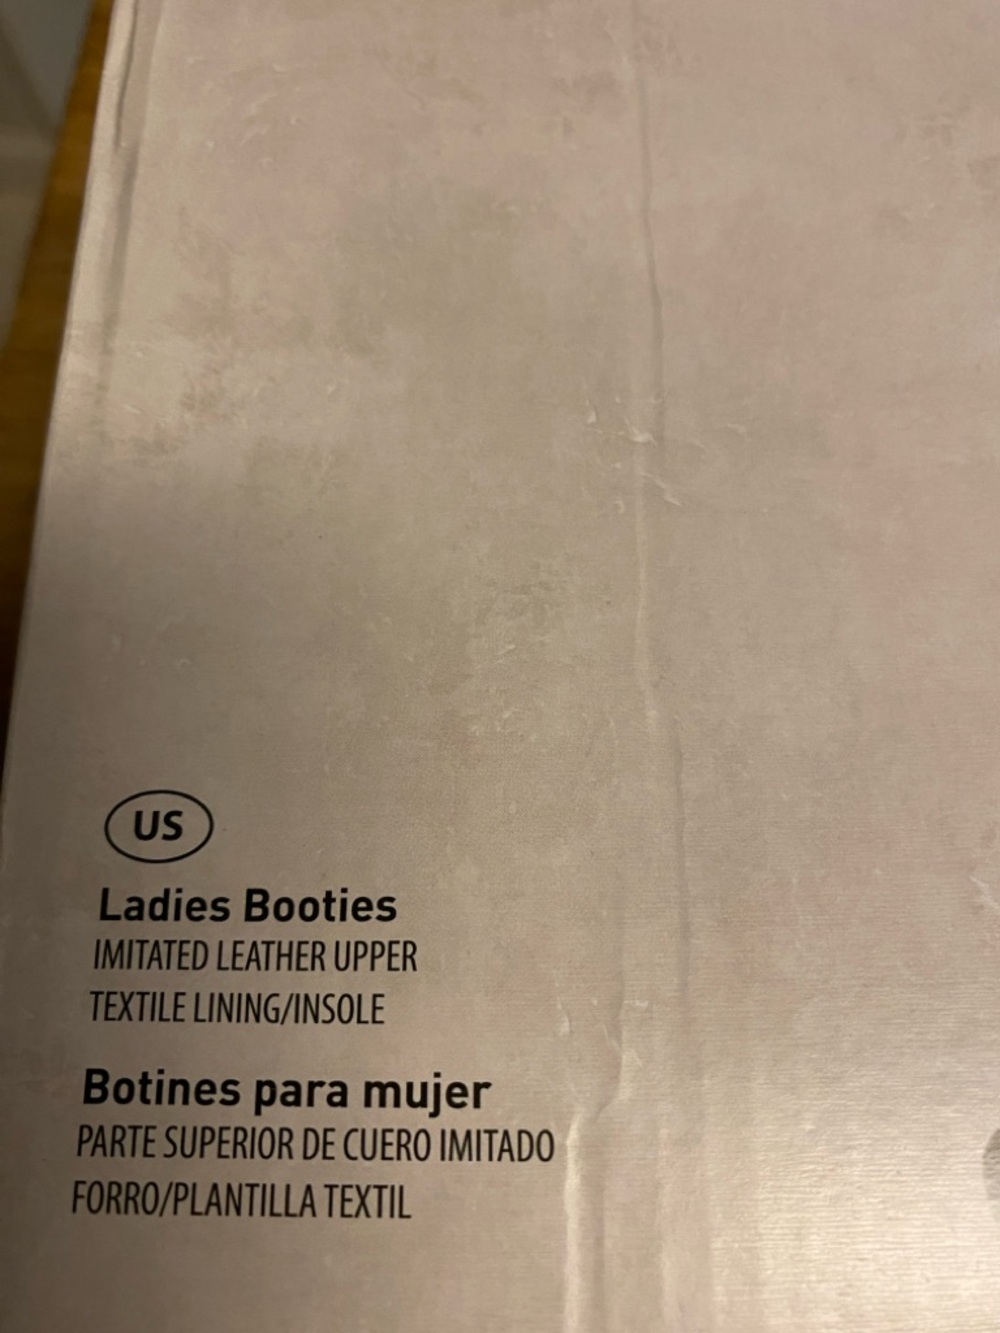 US
Ladies Booties
IMITATED LEATHER UPPER
TEXTILE LINING/INSOLE
Botines para mujer
PARTE SUPERIOR DE CUERO IMITADO
FORRO/PLANTILLA TEXTIL